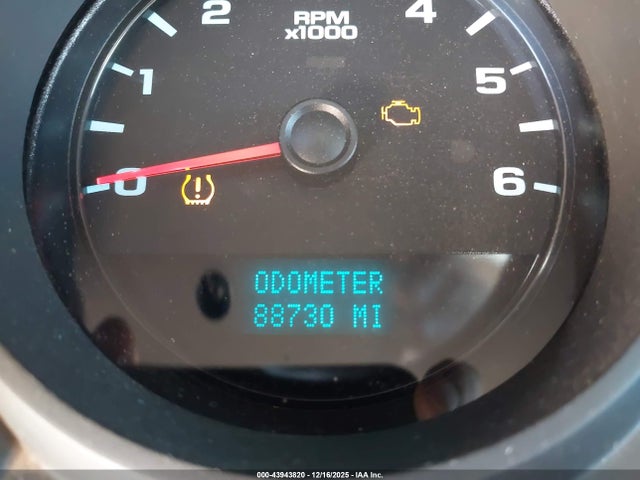 2 RPM 4
x1000
1 5
0 6
ODOMETER
88730 MI
000-43943820 - 12/16/2025 - IAA Inc.